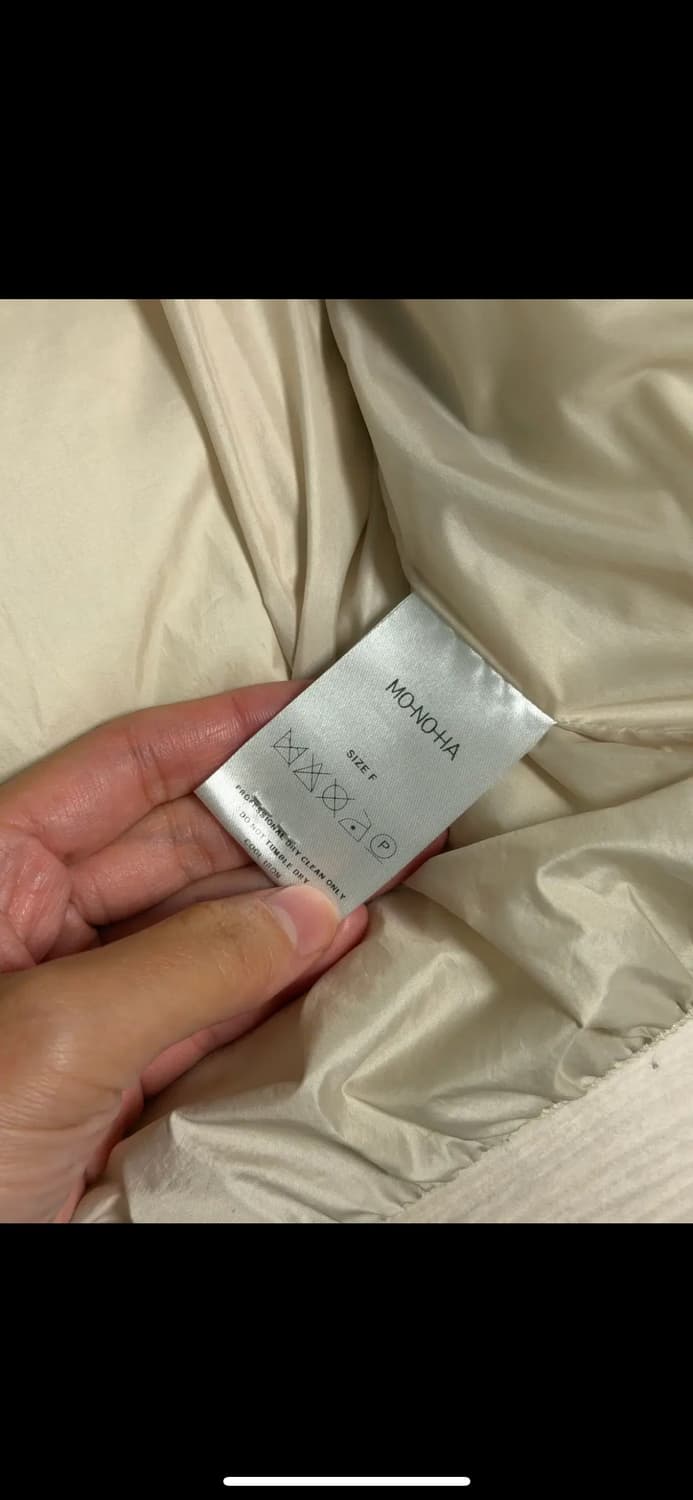 MO-NO-HA
SIZE F
P
PROFESSIONAL DRY CLEAN ONLY
DO NOT TUMBLE DRY
COOL IRON